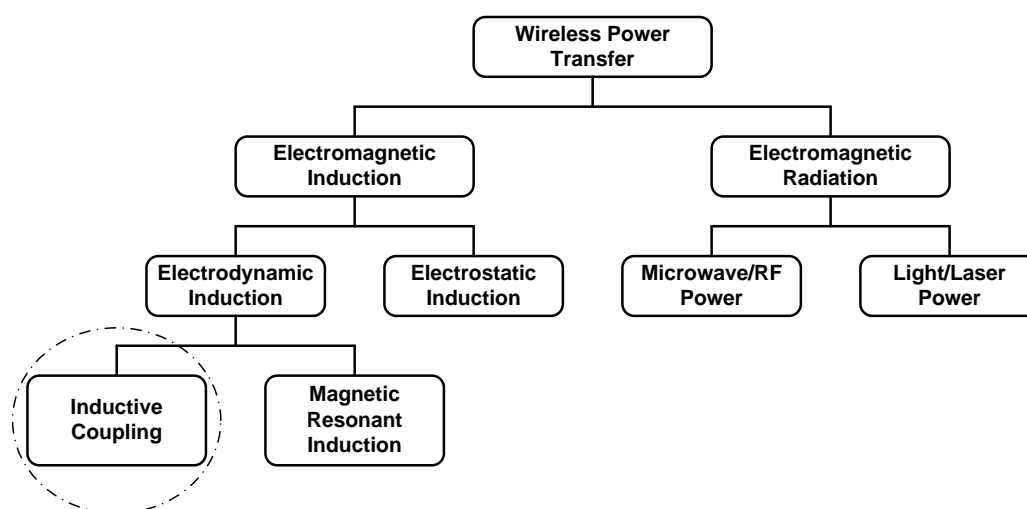 Wireless Power
Transfer
Electromagnetic
Induction
Electromagnetic
Radiation
Electrodynamic
Induction
Electrostatic
Induction
Microwave/RF
Power
Light/Laser
Power
Inductive
Coupling
Magnetic
Resonant
Induction